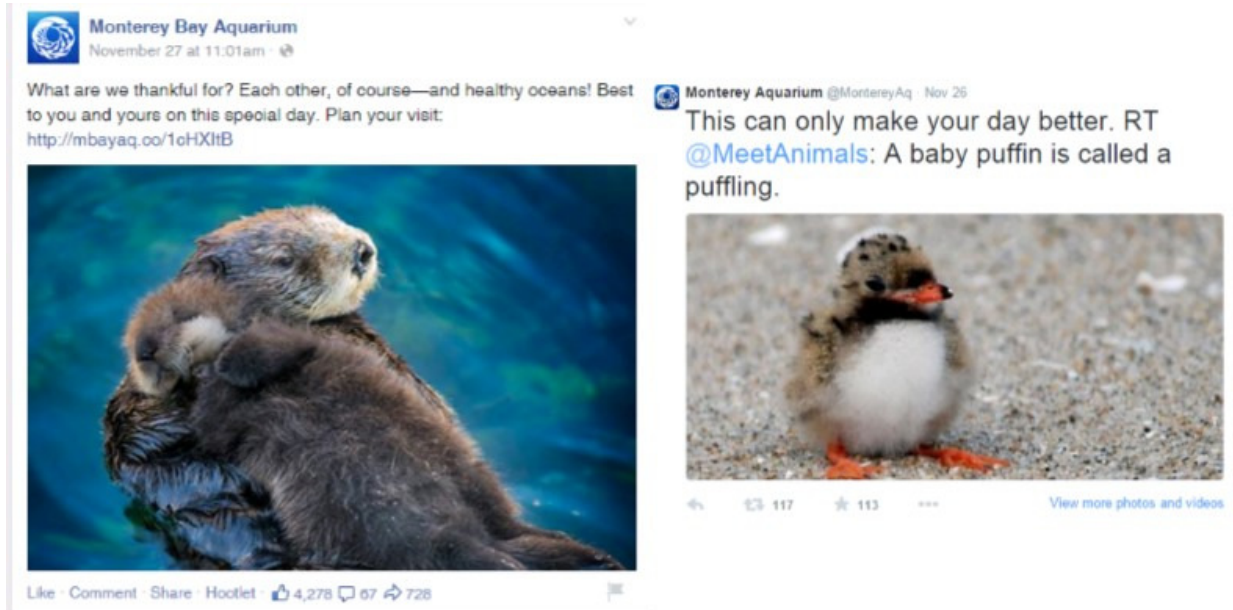 Monterey Bay Aquarium
November 27 at 11:01am
What are we thankful for? Each other, of course—and healthy oceans! Best
to you and yours on this special day. Plan your visit:
http://mbayaq.co/1oHXItB
Like · Comment · Share · Hootlet · 4,278 67 728
Monterey Aquarium @MontereyAq · Nov 26
This can only make your day better. RT
@MeetAnimals: A baby puffin is called a
puffling.
117 113 View more photos and videos